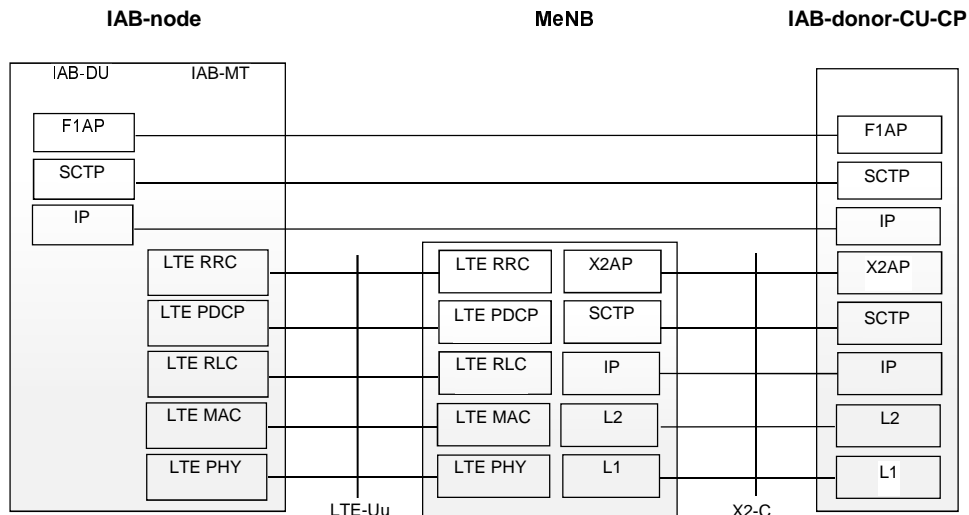 IAB-node MeNB IAB-donor-CU-CP
IAB-DU IAB-MT
F1AP F1AP
SCTP SCTP
IP IP
LTE RRC LTE RRC X2AP X2AP
LTE PDCP LTE PDCP SCTP SCTP
LTE RLC LTE RLC IP IP
LTE MAC LTE MAC L2 L2
LTE PHY LTE PHY L1 L1
LTE-Uu X2-C